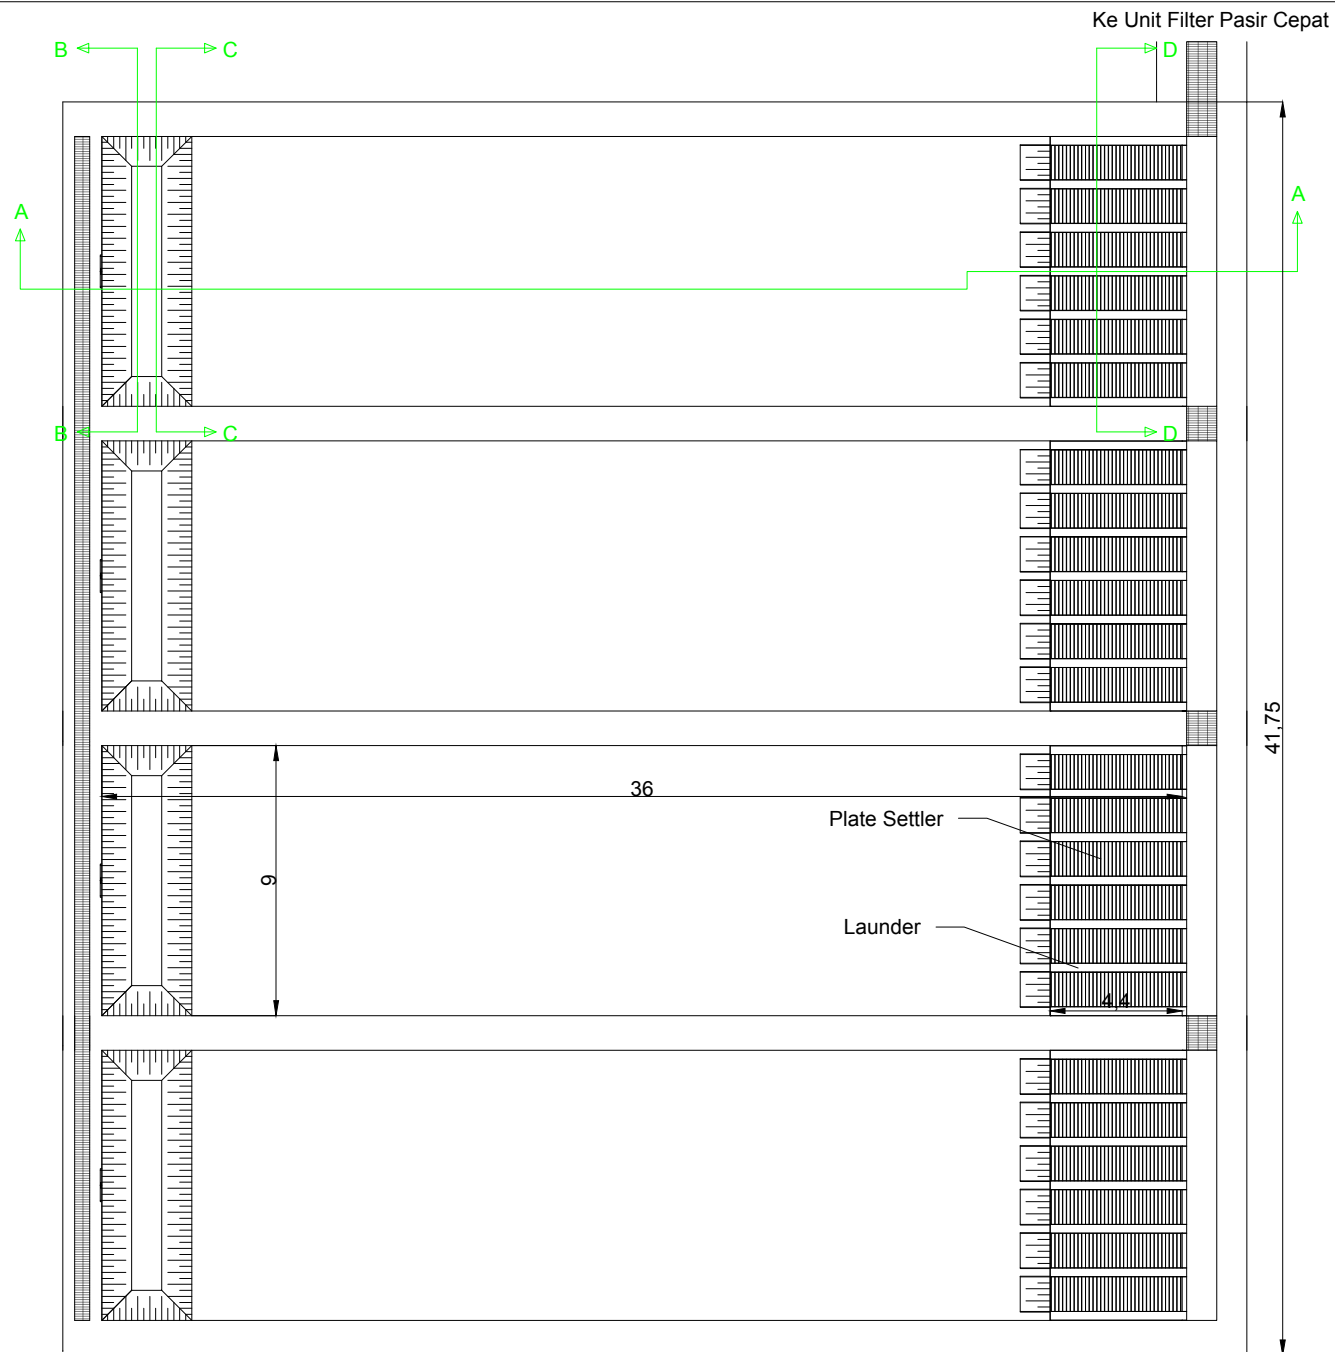 Ke Unit Filter Pasir Cepat
B
C
D
A
A
B
C
D
41,75
36
Plate Settler
9
Launder
4,4